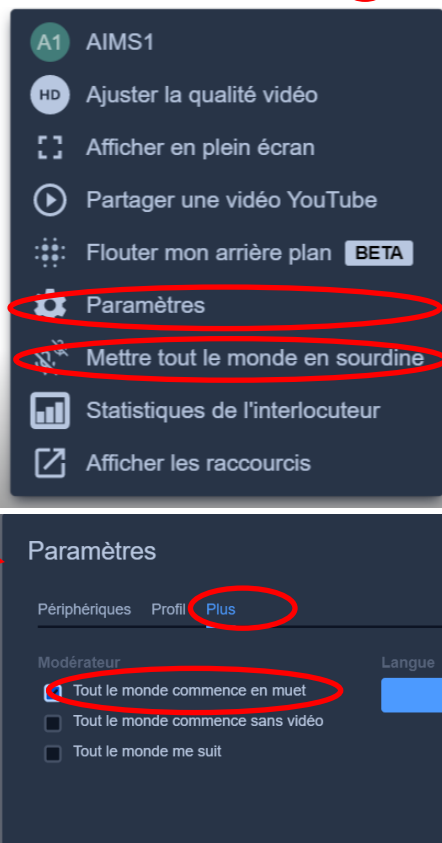 A1 AIMS1
HD Ajuster la qualité vidéo
Afficher en plein écran
Partager une vidéo YouTube
Flouter mon arrière plan BETA
Paramètres
Mettre tout le monde en sourdine
Statistiques de l'interlocuteur
Afficher les raccourcis
Paramètres
Périphériques Profil Plus
Modérateur Langue
Tout le monde commence en muet
Tout le monde commence sans vidéo
Tout le monde me suit